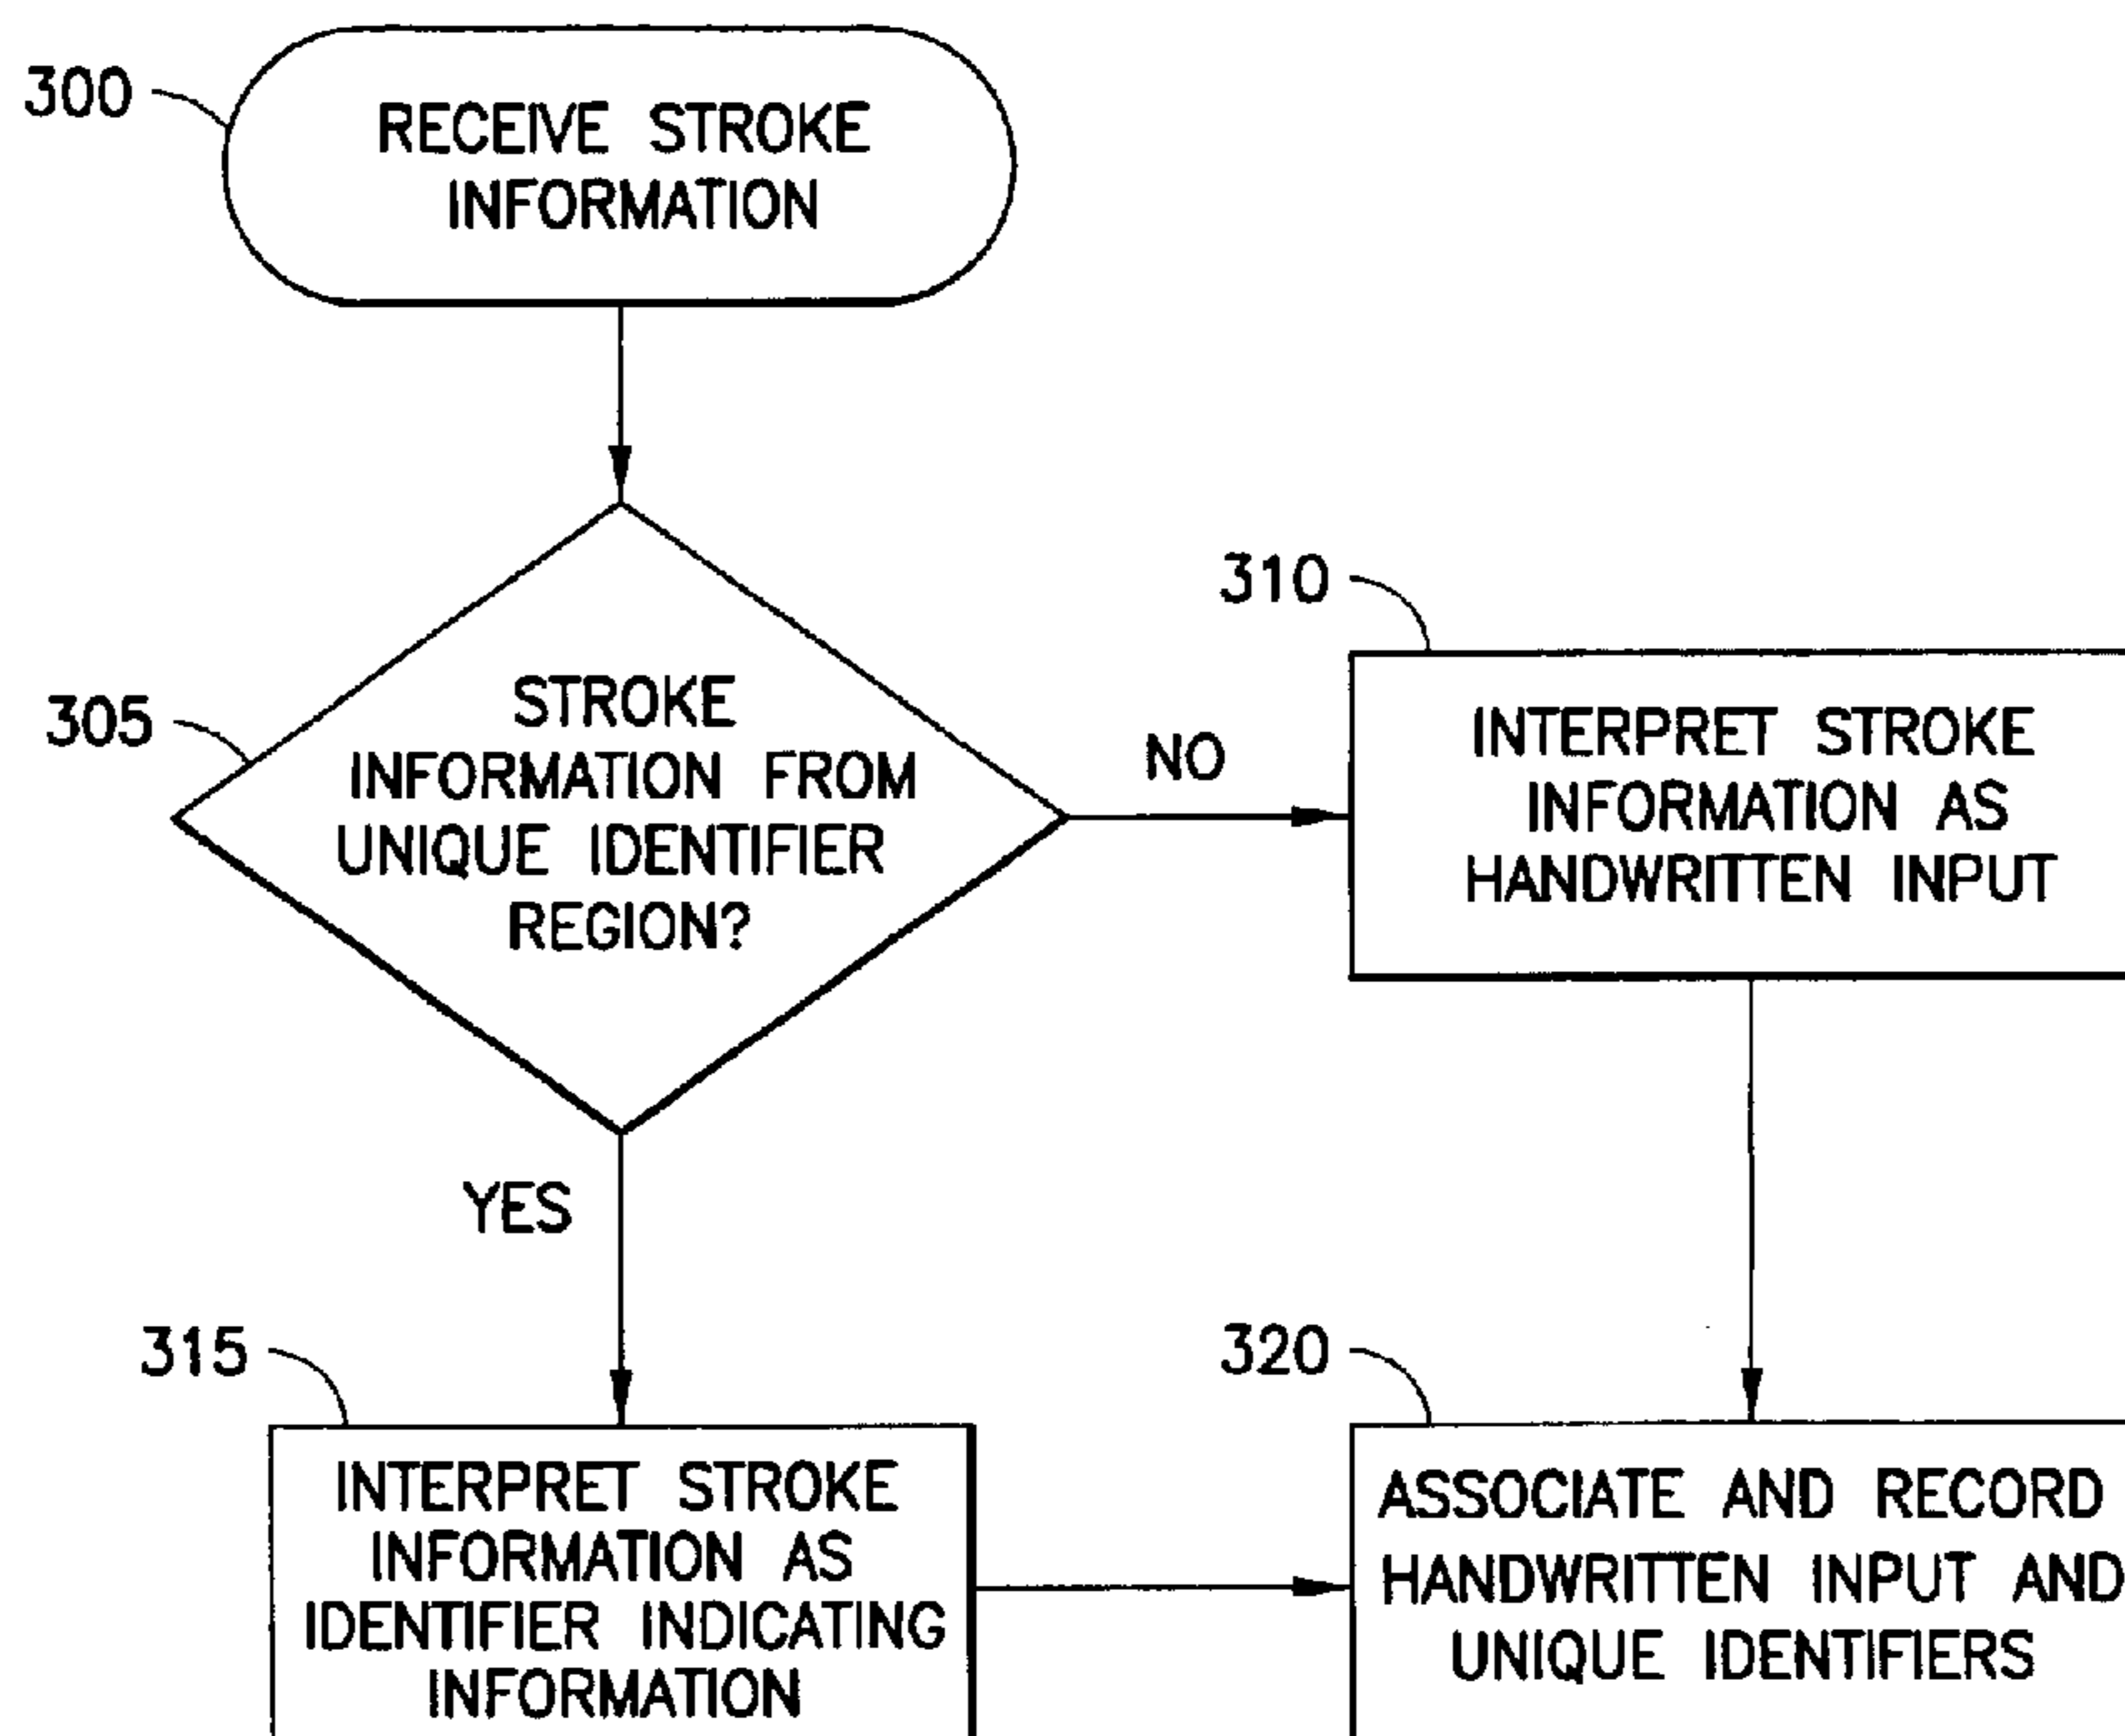 300
RECEIVE STROKE
INFORMATION
305
STROKE
INFORMATION FROM
UNIQUE IDENTIFIER
REGION?
NO
310
INTERPRET STROKE
INFORMATION AS
HANDWRITTEN INPUT
YES
315
INTERPRET STROKE
INFORMATION AS
IDENTIFIER INDICATING
INFORMATION
320
ASSOCIATE AND RECORD
HANDWRITTEN INPUT AND
UNIQUE IDENTIFIERS